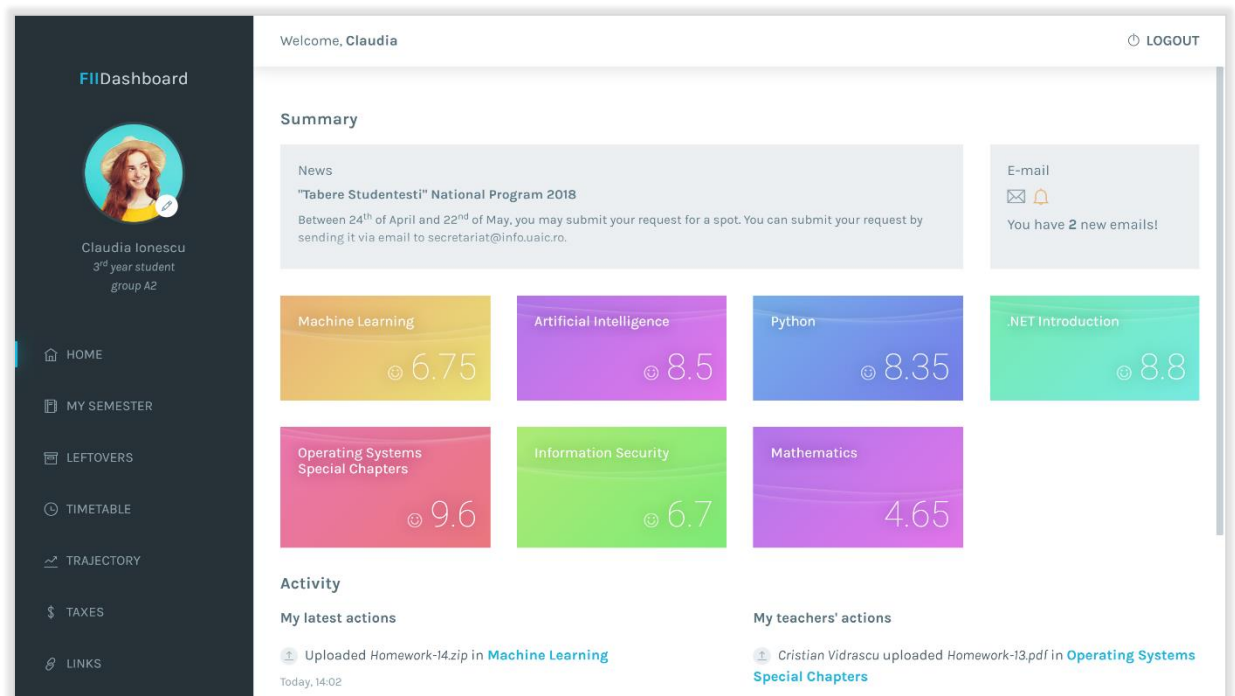 FIIDashboard
Claudia Ionescu
3rd year student
group A2
HOME
MY SEMESTER
LEFTOVERS
TIMETABLE
TRAJECTORY
$ TAXES
LINKS
Welcome, Claudia
LOGOUT
Summary
News
"Tabere Studentesti" National Program 2018
Between 24th of April and 22nd of May, you may submit your request for a spot. You can submit your request by
sending it via email to secretariat@info.uaic.ro.
E-mail
You have 2 new emails!
Machine Learning
6.75
Artificial Intelligence
8.5
Python
8.35
.NET Introduction
8.8
Operating Systems
Special Chapters
9.6
Information Security
6.7
Mathematics
4.65
Activity
My latest actions
Uploaded Homework-14.zip in Machine Learning
Today, 14:02
My teachers' actions
Cristian Vidrascu uploaded Homework-13.pdf in Operating Systems
Special Chapters